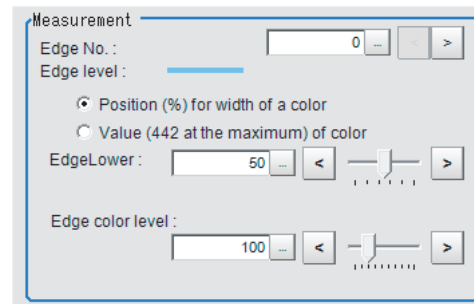 Measurement
Edge No. : 0 ... < >
Edge level :
Position (%) for width of a color
Value (442 at the maximum) of color
EdgeLower : 50 ... < >
Edge color level :
100 ... < >